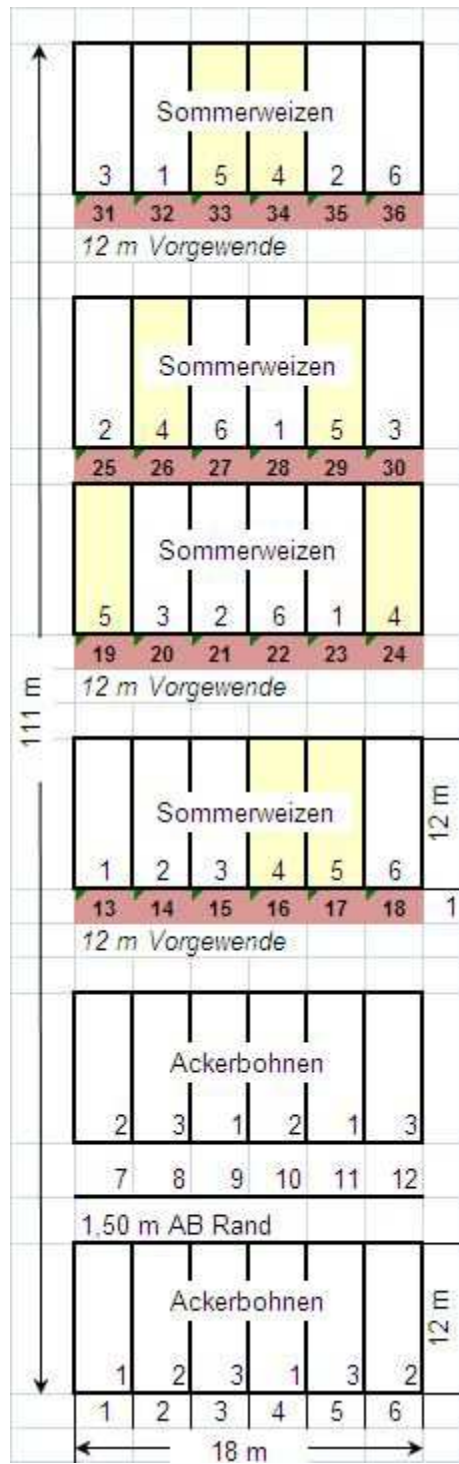 Sommerweizen
3 1 5 4 2 6
31 32 33 34 35 36
12 m Vorgewende
Sommerweizen
2 4 6 1 5 3
25 26 27 28 29 30
Sommerweizen
5 3 2 6 1 4
19 20 21 22 23 24
12 m Vorgewende
111 m
Sommerweizen
12 m
1 2 3 4 5 6
13 14 15 16 17 18 1
12 m Vorgewende
Ackerbohnen
2 3 1 2 1 3
7 8 9 10 11 12
1,50 m AB Rand
Ackerbohnen
12 m
1 2 3 1 3 2
1 2 3 4 5 6
18 m